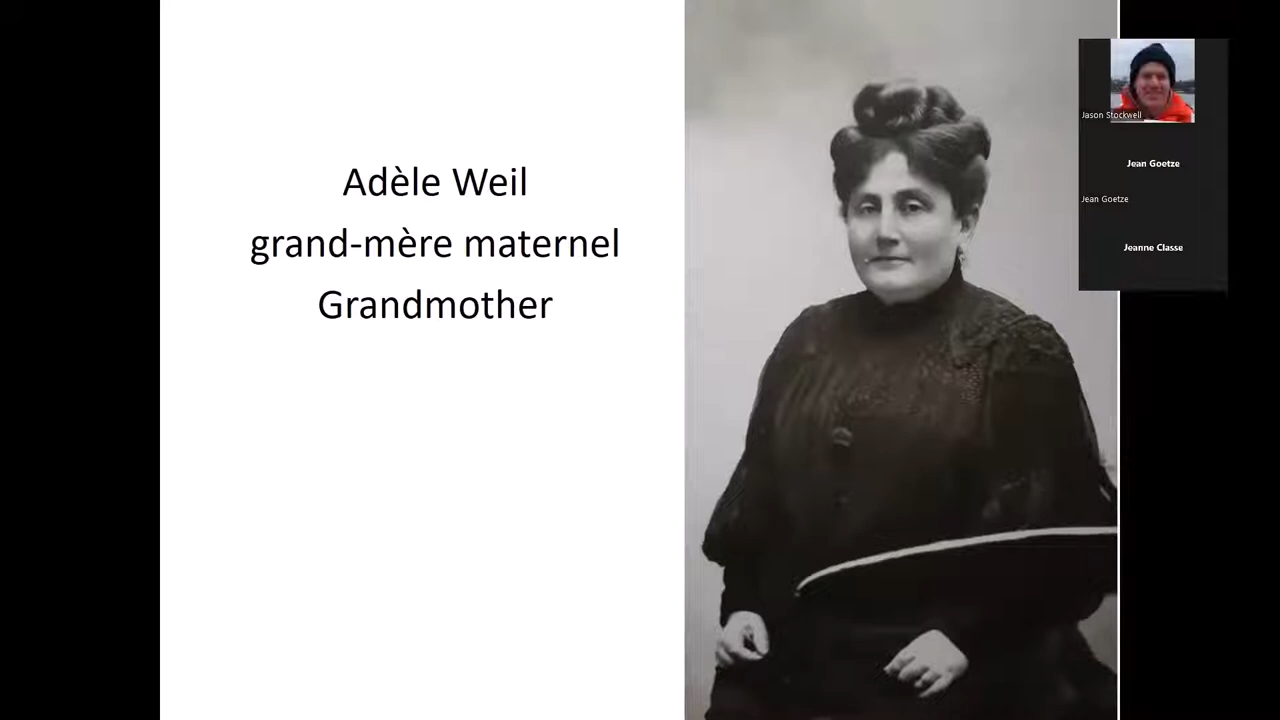 Adèle Weil
grand-mère maternel
Grandmother
Jason Stockwell
Jean Goetze
Jean Goetze
Jeanne Classe